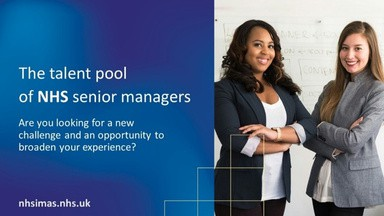 The talent pool
of NHS senior managers
Are you looking for a new
challenge and an opportunity to
broaden your experience?
nhsimas.nhs.uk